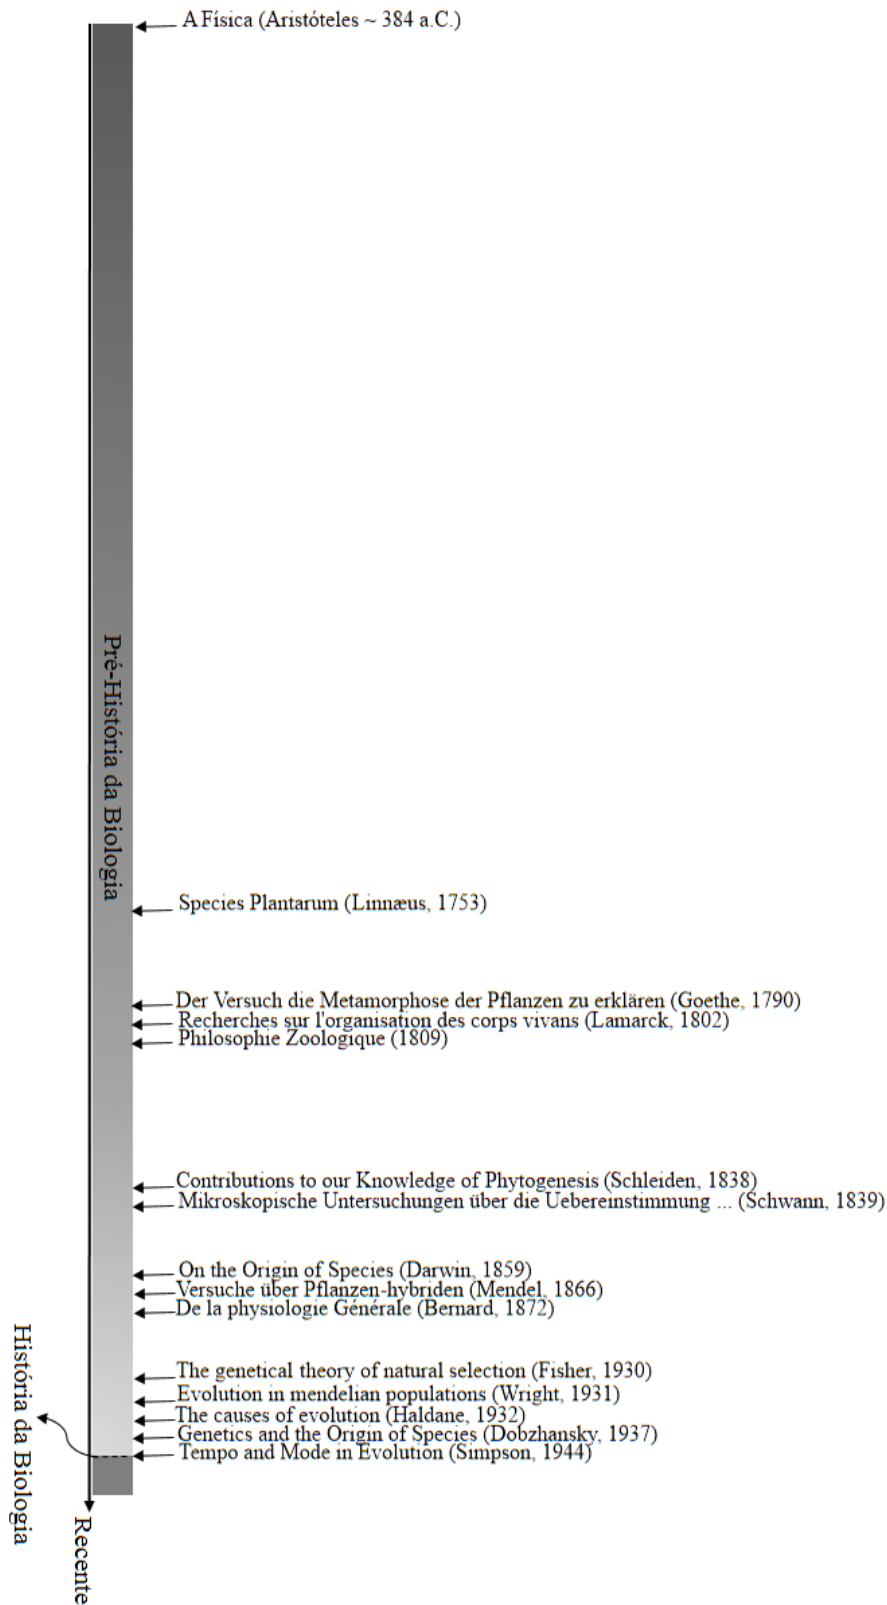 A Física (Aristóteles ~ 384 a.C.)
Pré-História da Biologia
Species Plantarum (Linnæus, 1753)
Der Versuch die Metamorphose der Pflanzen zu erklären (Goethe, 1790)
Recherches sur l'organisation des corps vivans (Lamarck, 1802)
Philosophie Zoologique (1809)
Contributions to our Knowledge of Phytogenesis (Schleiden, 1838)
Mikroskopische Untersuchungen über die Uebereinstimmung ... (Schwann, 1839)
On the Origin of Species (Darwin, 1859)
Versuche über Pflanzen-hybriden (Mendel, 1866)
De la physiologie Générale (Bernard, 1872)
The genetical theory of natural selection (Fisher, 1930)
Evolution in mendelian populations (Wright, 1931)
The causes of evolution (Haldane, 1932)
Genetics and the Origin of Species (Dobzhansky, 1937)
Tempo and Mode in Evolution (Simpson, 1944)
História da Biologia
Recente